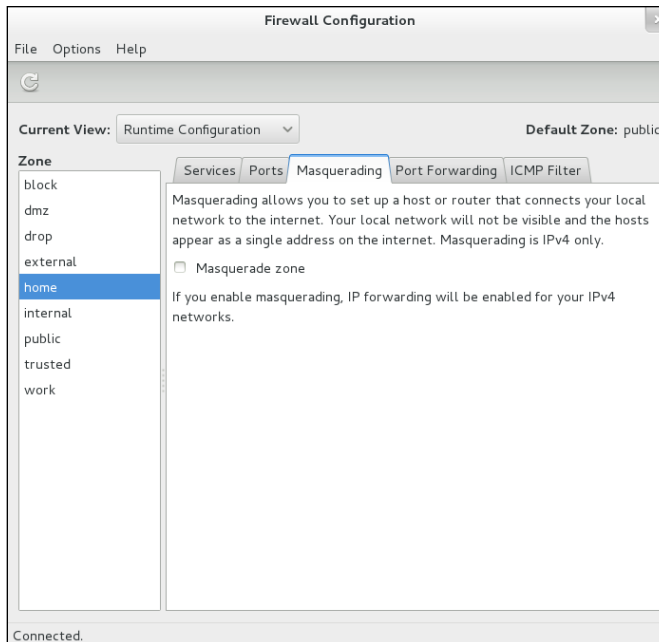 Firewall Configuration
File Options Help
Current View: Runtime Configuration Default Zone: public
Zone
block
dmz
drop
external
home
internal
public
trusted
work
Services Ports Masquerading Port Forwarding ICMP Filter
Masquerading allows you to set up a host or router that connects your local
network to the internet. Your local network will not be visible and the hosts
appear as a single address on the internet. Masquerading is IPv4 only.
Masquerade zone
If you enable masquerading, IP forwarding will be enabled for your IPv4
networks.
Connected.